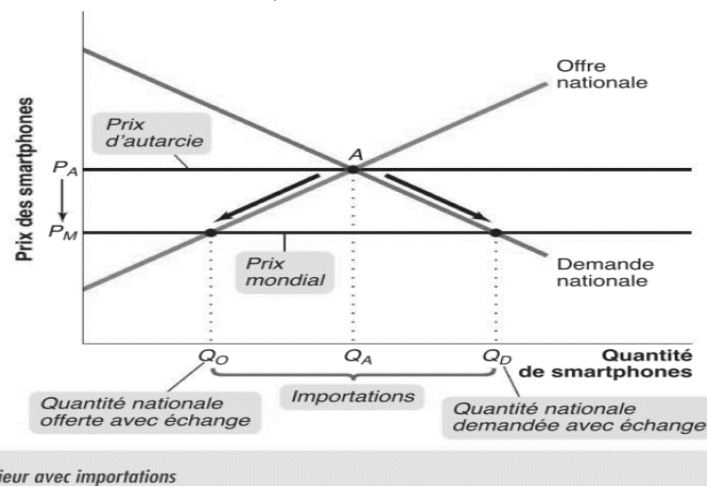 Prix des smartphones
Offre
nationale
Prix
d'autarcie
A
P_A
P_M
Prix
mondial
Demande
nationale
Q_O
Q_A
Q_D
Quantité
de smartphones
Importations
Quantité nationale
offerte avec échange
Quantité nationale
demandée avec échange
ieur avec importations